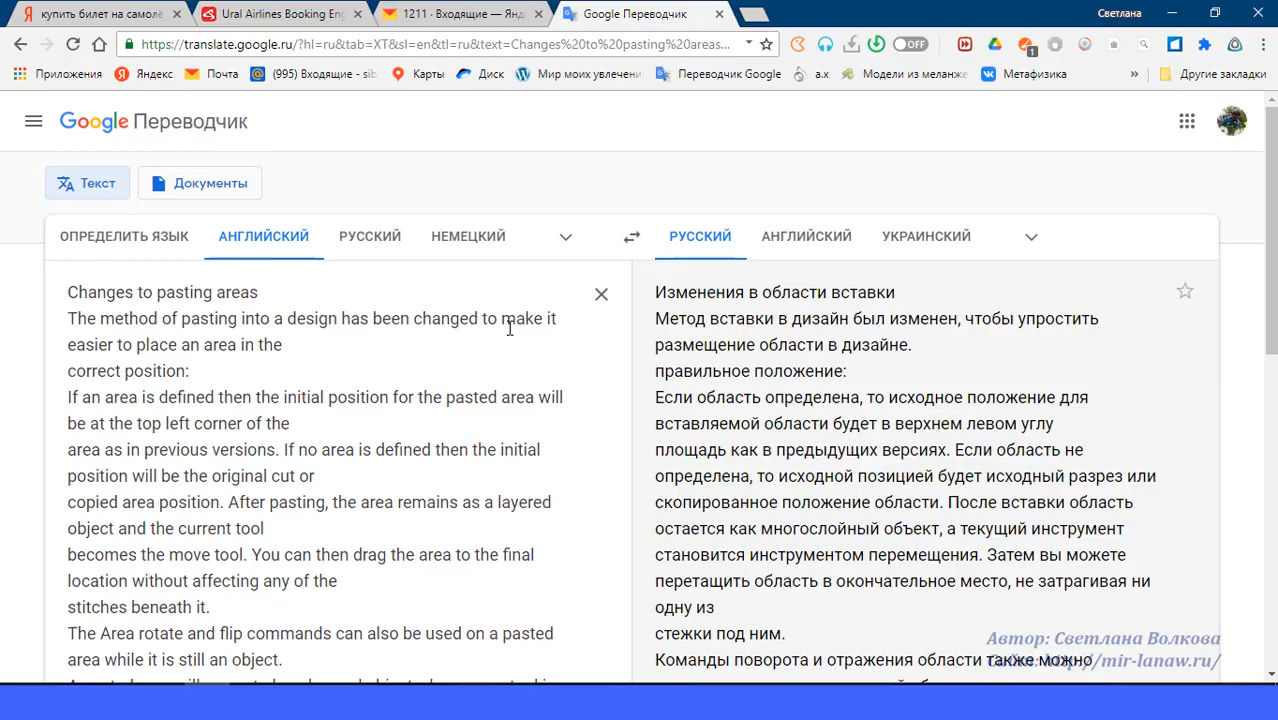 купить билет на самолё
Ural Airlines Booking Eng
1211 · Входящие — Янд
Google Переводчик
Светлана
https://translate.google.ru/?hl=ru&tab=XT&sl=en&tl=ru&text=Changes%20to%20pasting%20areas...
OFF
1
Приложения
Яндекс
Почта
(995) Входящие - sib
Карты
Диск
Мир моих увлечени
Переводчик Google
а.х
Модели из меланже
Метафизика
»
Другие закладки
Google Переводчик
Текст
Документы
ОПРЕДЕЛИТЬ ЯЗЫК
АНГЛИЙСКИЙ
РУССКИЙ
НЕМЕЦКИЙ
РУССКИЙ
АНГЛИЙСКИЙ
УКРАИНСКИЙ
Changes to pasting areas
The method of pasting into a design has been changed to make it
easier to place an area in the
correct position:
If an area is defined then the initial position for the pasted area will
be at the top left corner of the
area as in previous versions. If no area is defined then the initial
position will be the original cut or
copied area position. After pasting, the area remains as a layered
object and the current tool
becomes the move tool. You can then drag the area to the final
location without affecting any of the
stitches beneath it.
The Area rotate and flip commands can also be used on a pasted
area while it is still an object.
Изменения в области вставки
Метод вставки в дизайн был изменен, чтобы упростить
размещение области в дизайне.
правильное положение:
Если область определена, то исходное положение для
вставляемой области будет в верхнем левом углу
площадь как в предыдущих версиях. Если область не
определена, то исходной позицией будет исходный разрез или
скопированное положение области. После вставки область
остается как многослойный объект, а текущий инструмент
становится инструментом перемещения. Затем вы можете
перетащить область в окончательное место, не затрагивая ни
одну из
стежки под ним.
Команды поворота и отражения области также можно
Автор: Светлана Волкова
Сайт: http://mir-lanaw.ru/